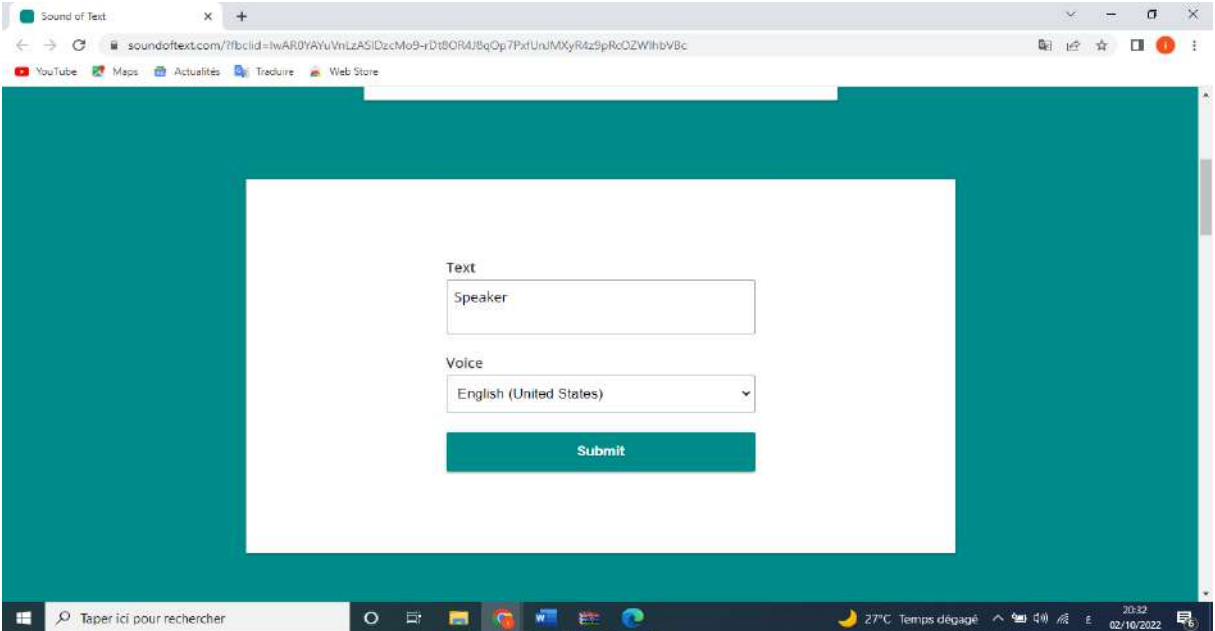 Sound of Text
soundoftext.com/?fbclid=IwAR0YAYuVnLzASIDzcMo9-rDt8OR4J8qOp7PxfUnJMXyR4z9pRcOZWIhbVBc
YouTube Maps Actualités Traduire Web Store
Text
Speaker
Voice
English (United States)
Submit
Taper ici pour rechercher
27°C Temps dégagé
20:32
02/10/2022